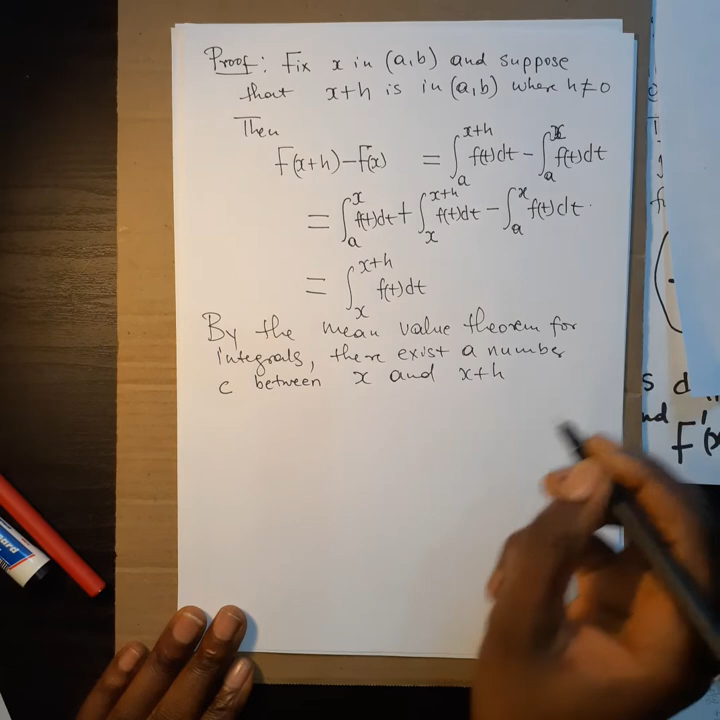 Proof: Fix x in (a,b) and suppose
that x+h is in (a,b) where h≠0
Then
F(x+h)-F(x) = ∫_a^{x+h} f(t)dt - ∫_a^x f(t)dt
= ∫_a^x f(t)dt + ∫_x^{x+h} f(t)dt - ∫_a^x f(t)dt.
= ∫_x^{x+h} f(t)dt
By the mean value theorem for
integrals, there exist a number
c between x and x+h
s d
nd
F'(x